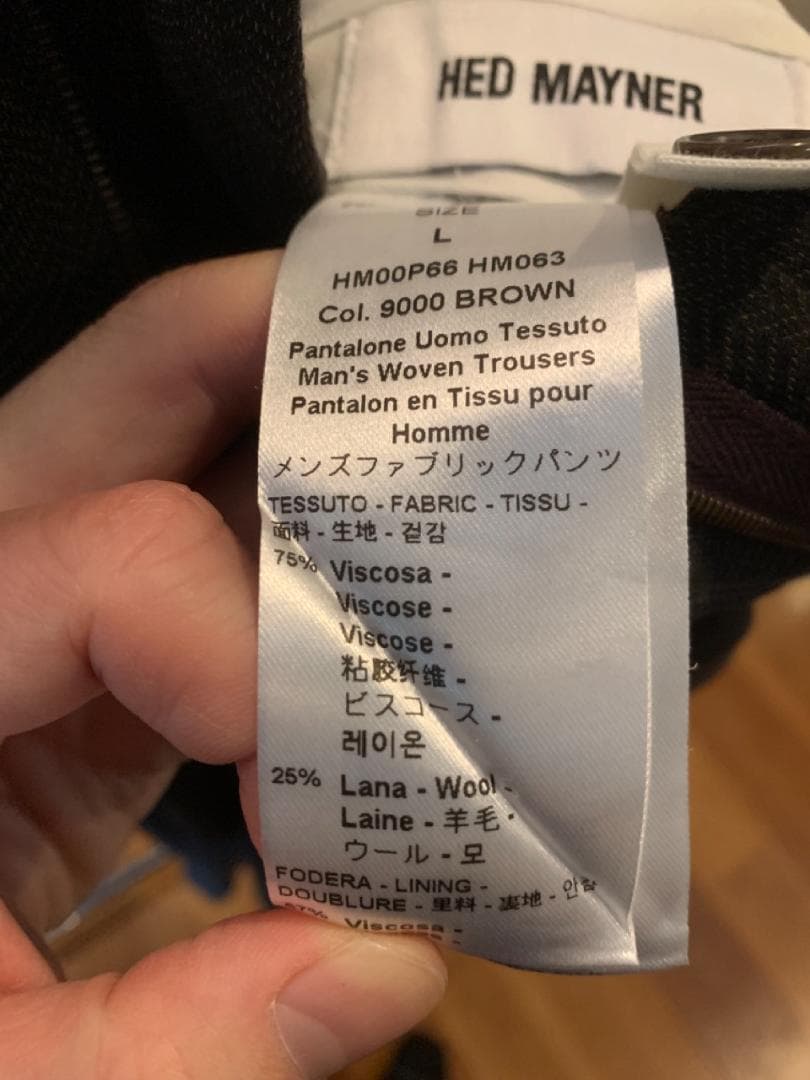 HED MAYNER
SIZE
L
HM00P66 HM063
Col. 9000 BROWN
Pantalone Uomo Tessuto
Man's Woven Trousers
Pantalon en Tissu pour
Homme
メンズファブリックパンツ
TESSUTO - FABRIC - TISSU -
面料 - 生地 - 겉감
75% Viscosa -
Viscose -
Viscose -
粘胶纤维 -
ビスコース -
레이온
25% Lana - Wool -
Laine - 羊毛 -
ウール - 모
FODERA - LINING -
DOUBLURE - 里料 - 裏地 - 안감
Viscosa -